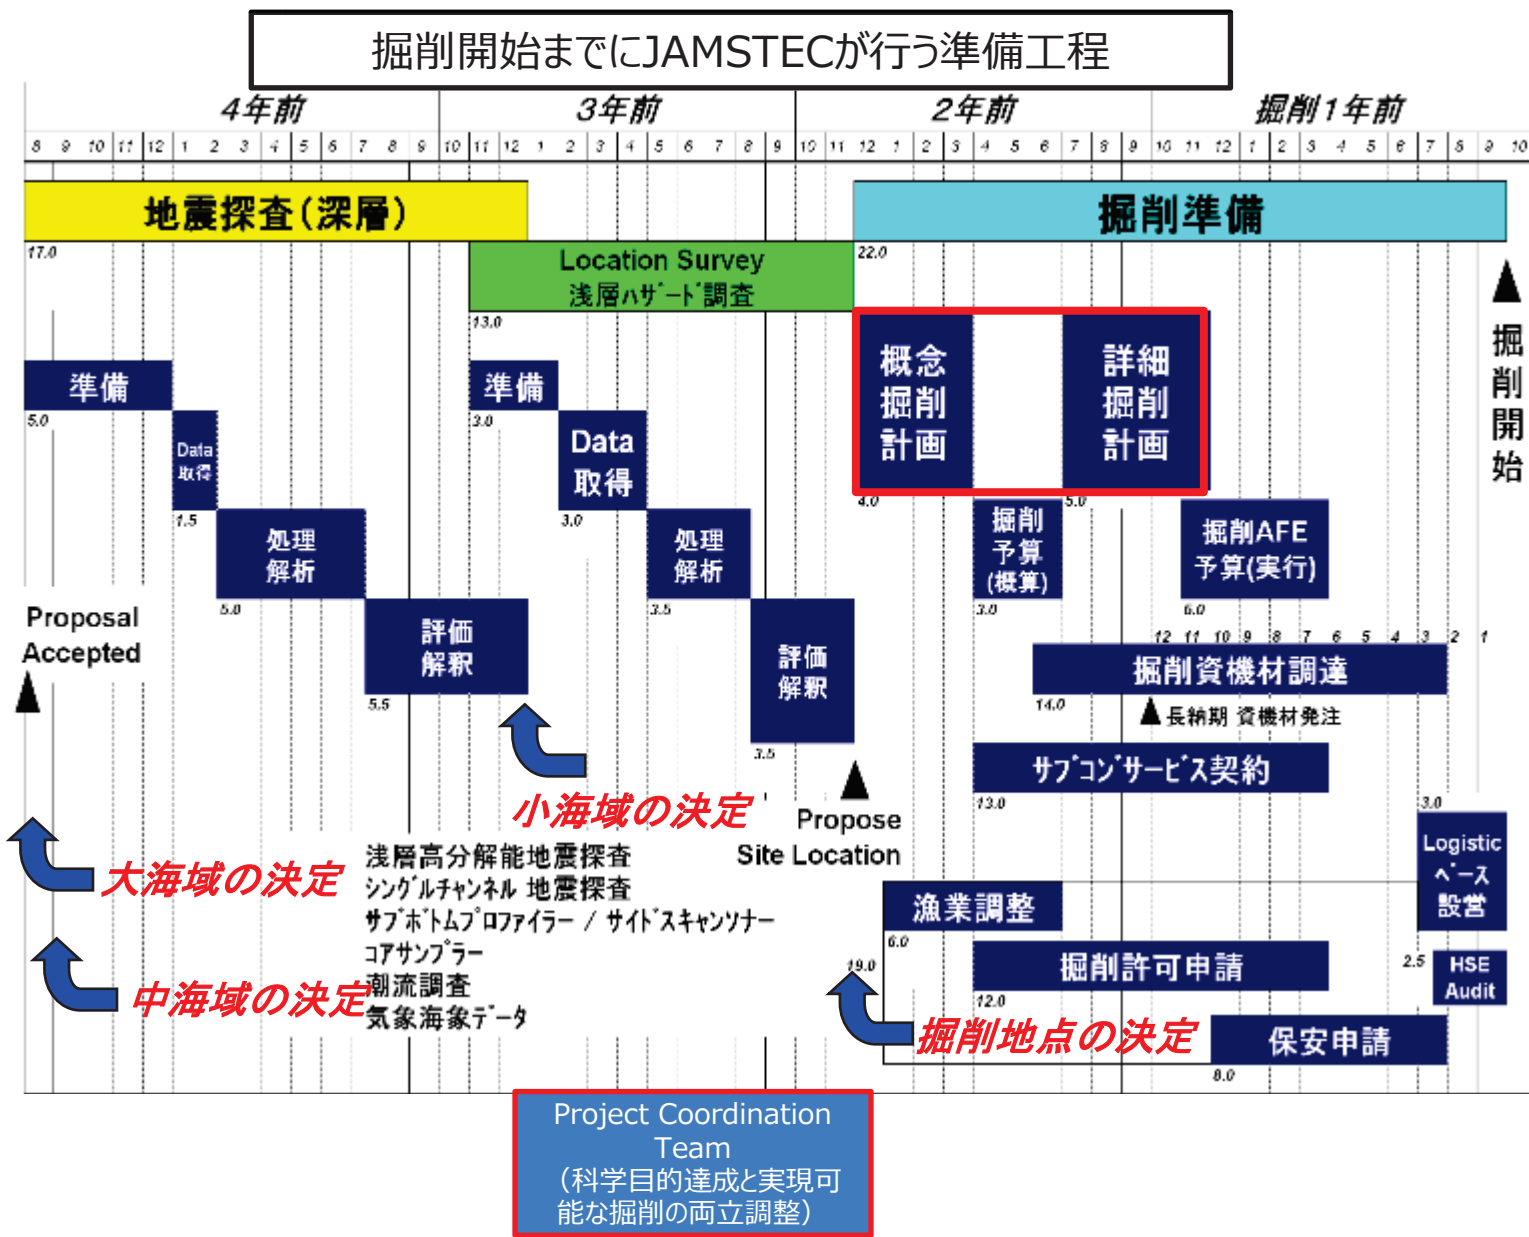 掘削開始までにJAMSTECが行う準備工程
4年前 3年前 2年前 掘削1年前
8 9 10 11 12 1 2 3 4 5 6 7 8 9 10 11 12 1 2 3 4 5 6 7 8 9 10 11 12 1 2 3 4 5 6 7 8 9 10 11 12 1 2 3 4 5 6 7 8 9 10
地震探査(深層)
17.0
Location Survey
浅層ハザード調査
13.0
掘削準備
22.0
掘削開始
準備
5.0
Data
取得
1.5
処理
解析
5.0
評価
解釈
5.5
準備
3.0
Data
取得
3.0
処理
解析
3.5
評価
解釈
3.5
概念
掘削
計画
4.0
詳細
掘削
計画
5.0
掘削
予算
(概算)
3.0
掘削AFE
予算(実行)
6.0
12 11 10 9 8 7 6 5 4 3 2 1
掘削資機材調達
14.0
長納期 資機材発注
サブコンサービス契約
13.0
Proposal
Accepted
小海域の決定
Propose
Site Location
大海域の決定
中海域の決定
浅層高分解能地震探査
シングルチャンネル 地震探査
サブボトムプロファイラー / サイドスキャンソナー
コアサンプラー
潮流調査
気象海象データ
3.0
Logistic
ベース
設営
漁業調整
6.0
19.0
掘削許可申請
12.0
2.5
HSE
Audit
掘削地点の決定
保安申請
8.0
Project Coordination
Team
（科学目的達成と実現可
能な掘削の両立調整）